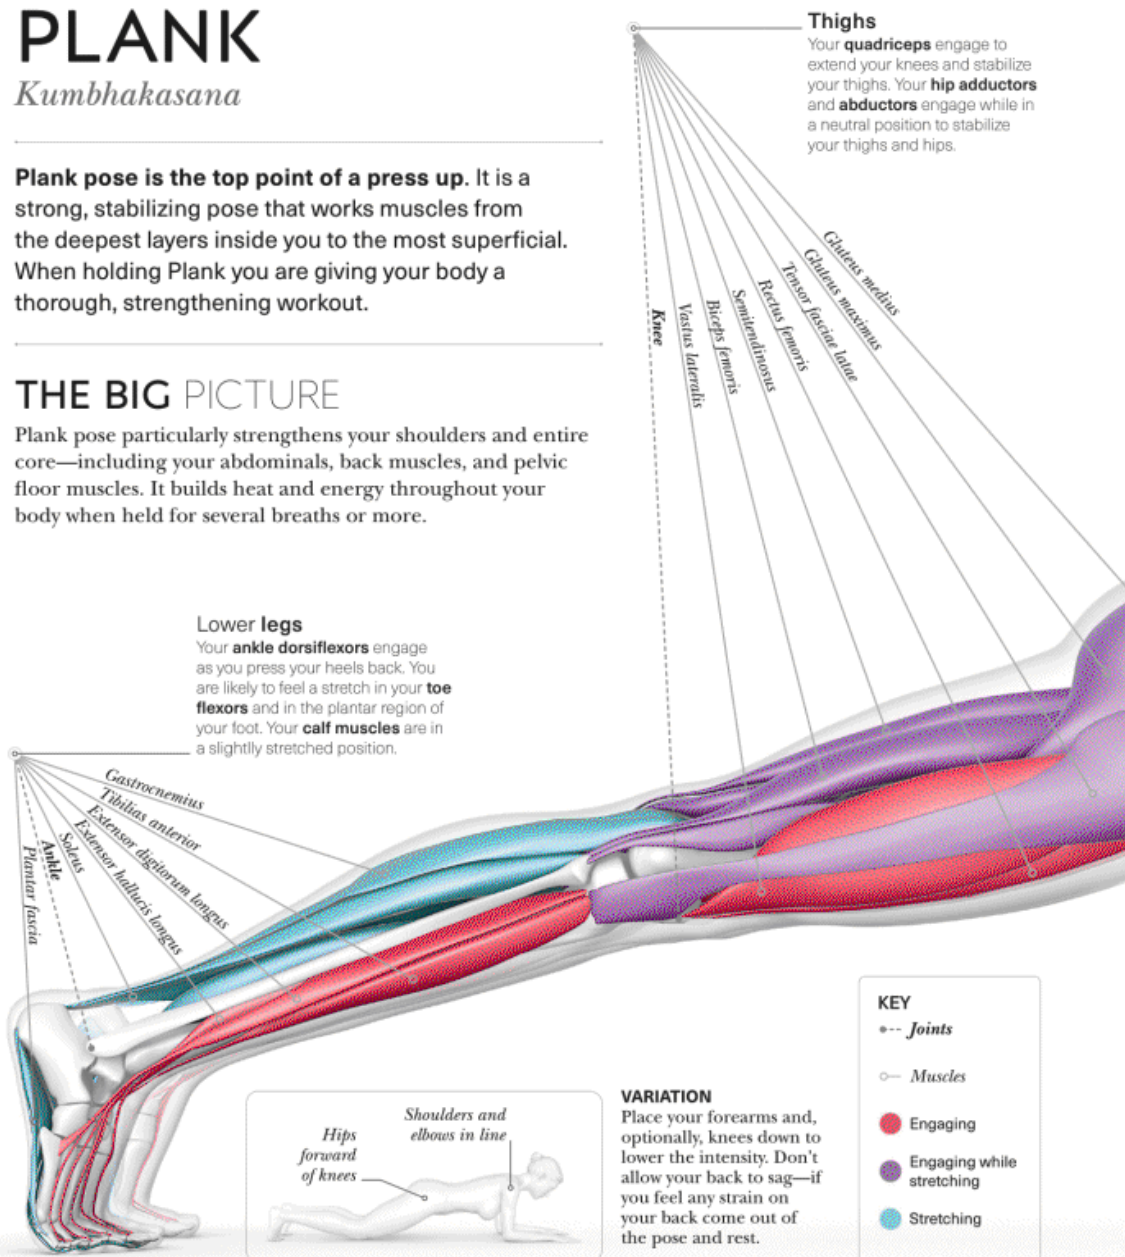 PLANK
Kumbhakasana
Plank pose is the top point of a press up. It is a
strong, stabilizing pose that works muscles from
the deepest layers inside you to the most superficial.
When holding Plank you are giving your body a
thorough, strengthening workout.
THE BIG PICTURE
Plank pose particularly strengthens your shoulders and entire
core—including your abdominals, back muscles, and pelvic
floor muscles. It builds heat and energy throughout your
body when held for several breaths or more.
Thighs
Your quadriceps engage to
extend your knees and stabilize
your thighs. Your hip adductors
and abductors engage while in
a neutral position to stabilize
your thighs and hips.
Knee
Vastus lateralis
Biceps femoris
Semitendinosus
Rectus femoris
Tensor fasciae latae
Gluteus maximus
Gluteus medius
Lower legs
Your ankle dorsiflexors engage
as you press your heels back. You
are likely to feel a stretch in your toe
flexors and in the plantar region of
your foot. Your calf muscles are in
a slightlly stretched position.
Gastrocnemius
Tibilias anterior
Extensor digitorum longus
Extensor hallucis longus
Soleus
Ankle
Plantar fascia
Hips
forward
of knees
Shoulders and
elbows in line
VARIATION
Place your forearms and,
optionally, knees down to
lower the intensity. Don't
allow your back to sag—if
you feel any strain on
your back come out of
the pose and rest.
KEY
Joints
Muscles
Engaging
Engaging while
stretching
Stretching